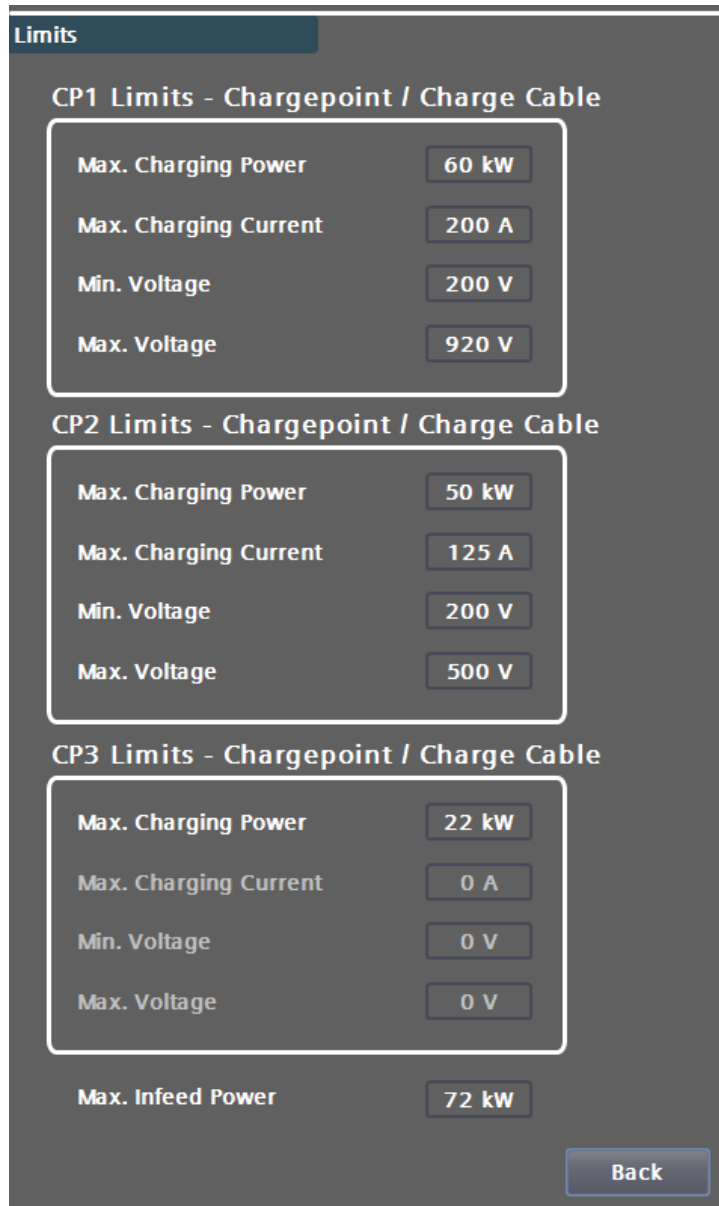 Limits
CP1 Limits - Chargepoint / Charge Cable
Max. Charging Power 60 kW
Max. Charging Current 200 A
Min. Voltage 200 V
Max. Voltage 920 V
CP2 Limits - Chargepoint / Charge Cable
Max. Charging Power 50 kW
Max. Charging Current 125 A
Min. Voltage 200 V
Max. Voltage 500 V
CP3 Limits - Chargepoint / Charge Cable
Max. Charging Power 22 kW
Max. Charging Current 0 A
Min. Voltage 0 V
Max. Voltage 0 V
Max. Infeed Power 72 kW
Back